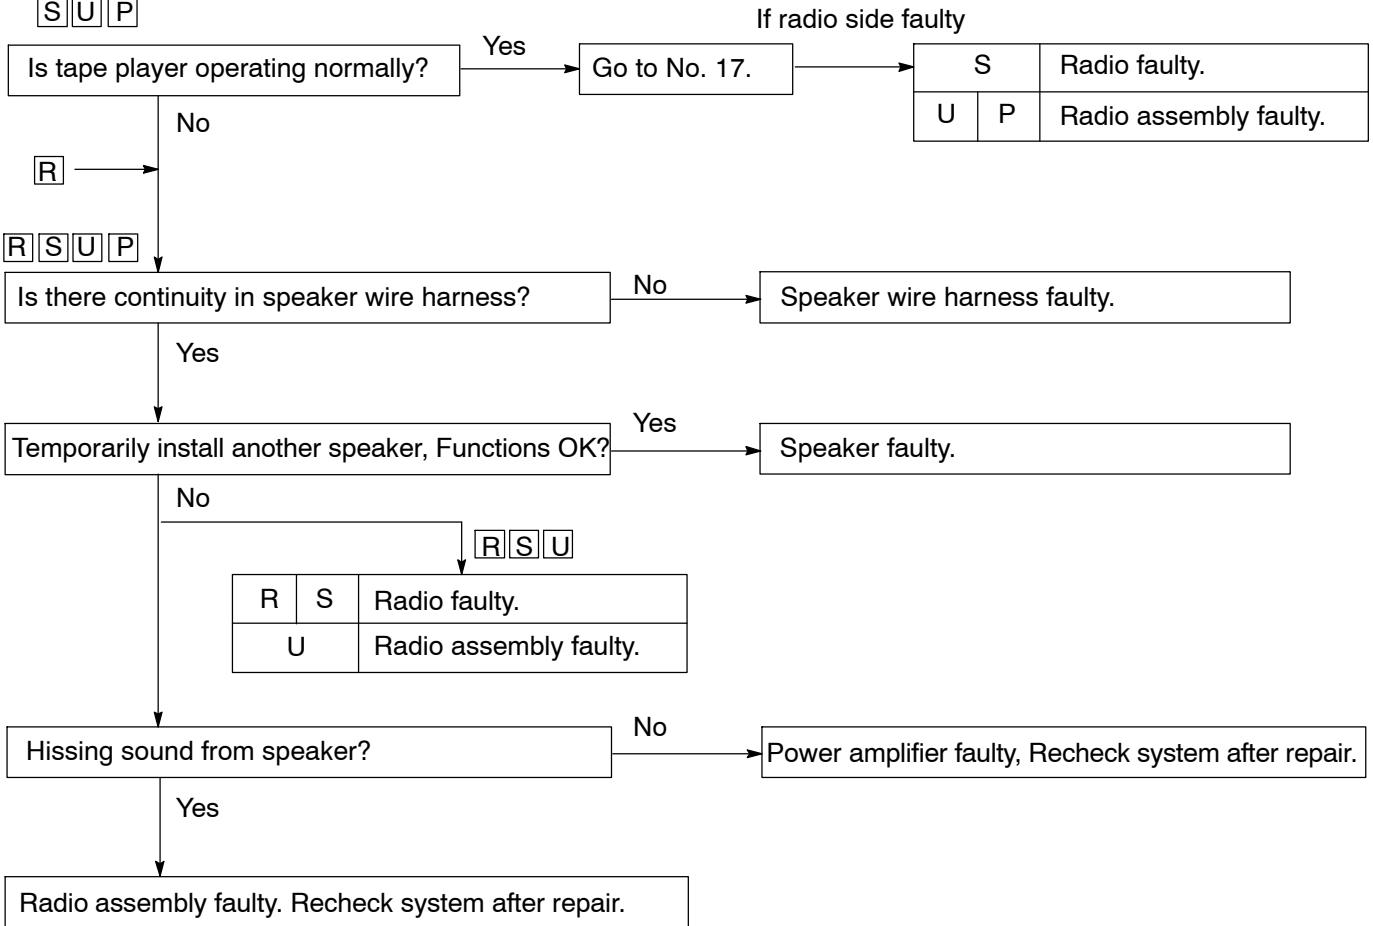 S U P
If radio side faulty
Is tape player operating normally?
Yes
Go to No. 17.
S
Radio faulty.
U P
Radio assembly faulty.
No
R
R S U P
Is there continuity in speaker wire harness?
No
Speaker wire harness faulty.
Yes
Temporarily install another speaker, Functions OK?
Yes
Speaker faulty.
No
R S U
R S
Radio faulty.
U
Radio assembly faulty.
Hissing sound from speaker?
No
Power amplifier faulty, Recheck system after repair.
Yes
Radio assembly faulty. Recheck system after repair.